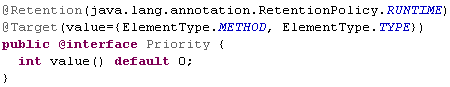 @Retention(java.lang.annotation.RetentionPolicy.RUNTIME)
@Target(value={ElementType.METHOD, ElementType.TYPE})
public @interface Priority {
  int value() default 0;
}